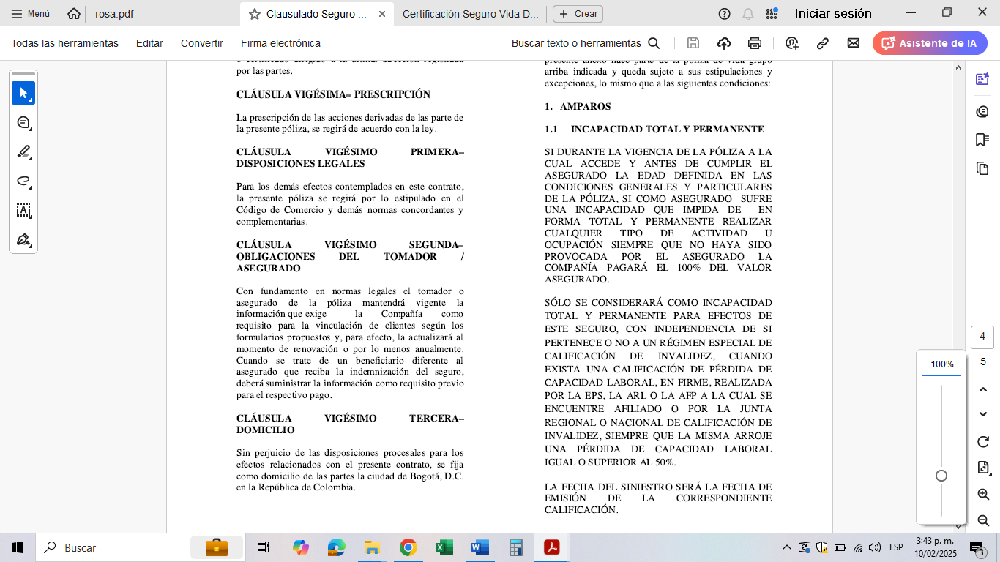 Menú
rosa.pdf
Clausulado Seguro ...
Certificación Seguro Vida D...
Crear
Iniciar sesión
Todas las herramientas
Editar
Convertir
Firma electrónica
Buscar texto o herramientas
Asistente de IA
o certificado dirigido a la última dirección registrada
por las partes.
CLÁUSULA VIGÉSIMA– PRESCRIPCIÓN
La prescripción de las acciones derivadas de las parte de
la presente póliza, se regirá de acuerdo con la ley.
CLÁUSULA VIGÉSIMO PRIMERA–
DISPOSICIONES LEGALES
Para los demás efectos contemplados en este contrato,
la presente póliza se regirá por lo estipulado en el
Código de Comercio y demás normas concordantes y
complementarias.
CLÁUSULA VIGÉSIMO SEGUNDA–
OBLIGACIONES DEL TOMADOR /
ASEGURADO
Con fundamento en normas legales el tomador o
asegurado de la póliza mantendrá vigente la
información que exige la Compañía como
requisito para la vinculación de clientes según los
formularios propuestos y, para efecto, la actualizará al
momento de renovación o por lo menos anualmente.
Cuando se trate de un beneficiario diferente al
asegurado que reciba la indemnización del seguro,
deberá suministrar la información como requisito previo
para el respectivo pago.
CLÁUSULA VIGÉSIMO TERCERA–
DOMICILIO
Sin perjuicio de las disposiciones procesales para los
efectos relacionados con el presente contrato, se fija
como domicilio de las partes la ciudad de Bogotá, D.C.
en la República de Colombia.
presente anexo hace parte de la póliza de vida grupo
arriba indicada y queda sujeto a sus estipulaciones y
excepciones, lo mismo que a las siguientes condiciones:
1. AMPAROS
1.1 INCAPACIDAD TOTAL Y PERMANENTE
SI DURANTE LA VIGENCIA DE LA PÓLIZA A LA
CUAL ACCEDE Y ANTES DE CUMPLIR EL
ASEGURADO LA EDAD DEFINIDA EN LAS
CONDICIONES GENERALES Y PARTICULARES
DE LA PÓLIZA, SI COMO ASEGURADO SUFRE
UNA INCAPACIDAD QUE IMPIDA DE EN
FORMA TOTAL Y PERMANENTE REALIZAR
CUALQUIER TIPO DE ACTIVIDAD U
OCUPACIÓN SIEMPRE QUE NO HAYA SIDO
PROVOCADA POR EL ASEGURADO LA
COMPAÑÍA PAGARÁ EL 100% DEL VALOR
ASEGURADO.
SÓLO SE CONSIDERARÁ COMO INCAPACIDAD
TOTAL Y PERMANENTE PARA EFECTOS DE
ESTE SEGURO, CON INDEPENDENCIA DE SI
PERTENECE O NO A UN RÉGIMEN ESPECIAL DE
CALIFICACIÓN DE INVALIDEZ, CUANDO
EXISTA UNA CALIFICACIÓN DE PÉRDIDA DE
CAPACIDAD LABORAL, EN FIRME, REALIZADA
POR LA EPS, LA ARL O LA AFP A LA CUAL SE
ENCUENTRE AFILIADO O POR LA JUNTA
REGIONAL O NACIONAL DE CALIFICACIÓN DE
INVALIDEZ, SIEMPRE QUE LA MISMA ARROJE
UNA PÉRDIDA DE CAPACIDAD LABORAL
IGUAL O SUPERIOR AL 50%.
LA FECHA DEL SINIESTRO SERÁ LA FECHA DE
EMISIÓN DE LA CORRESPONDIENTE
CALIFICACIÓN.
4
5
100%
Buscar
ESP
3:43 p. m.
10/02/2025
3